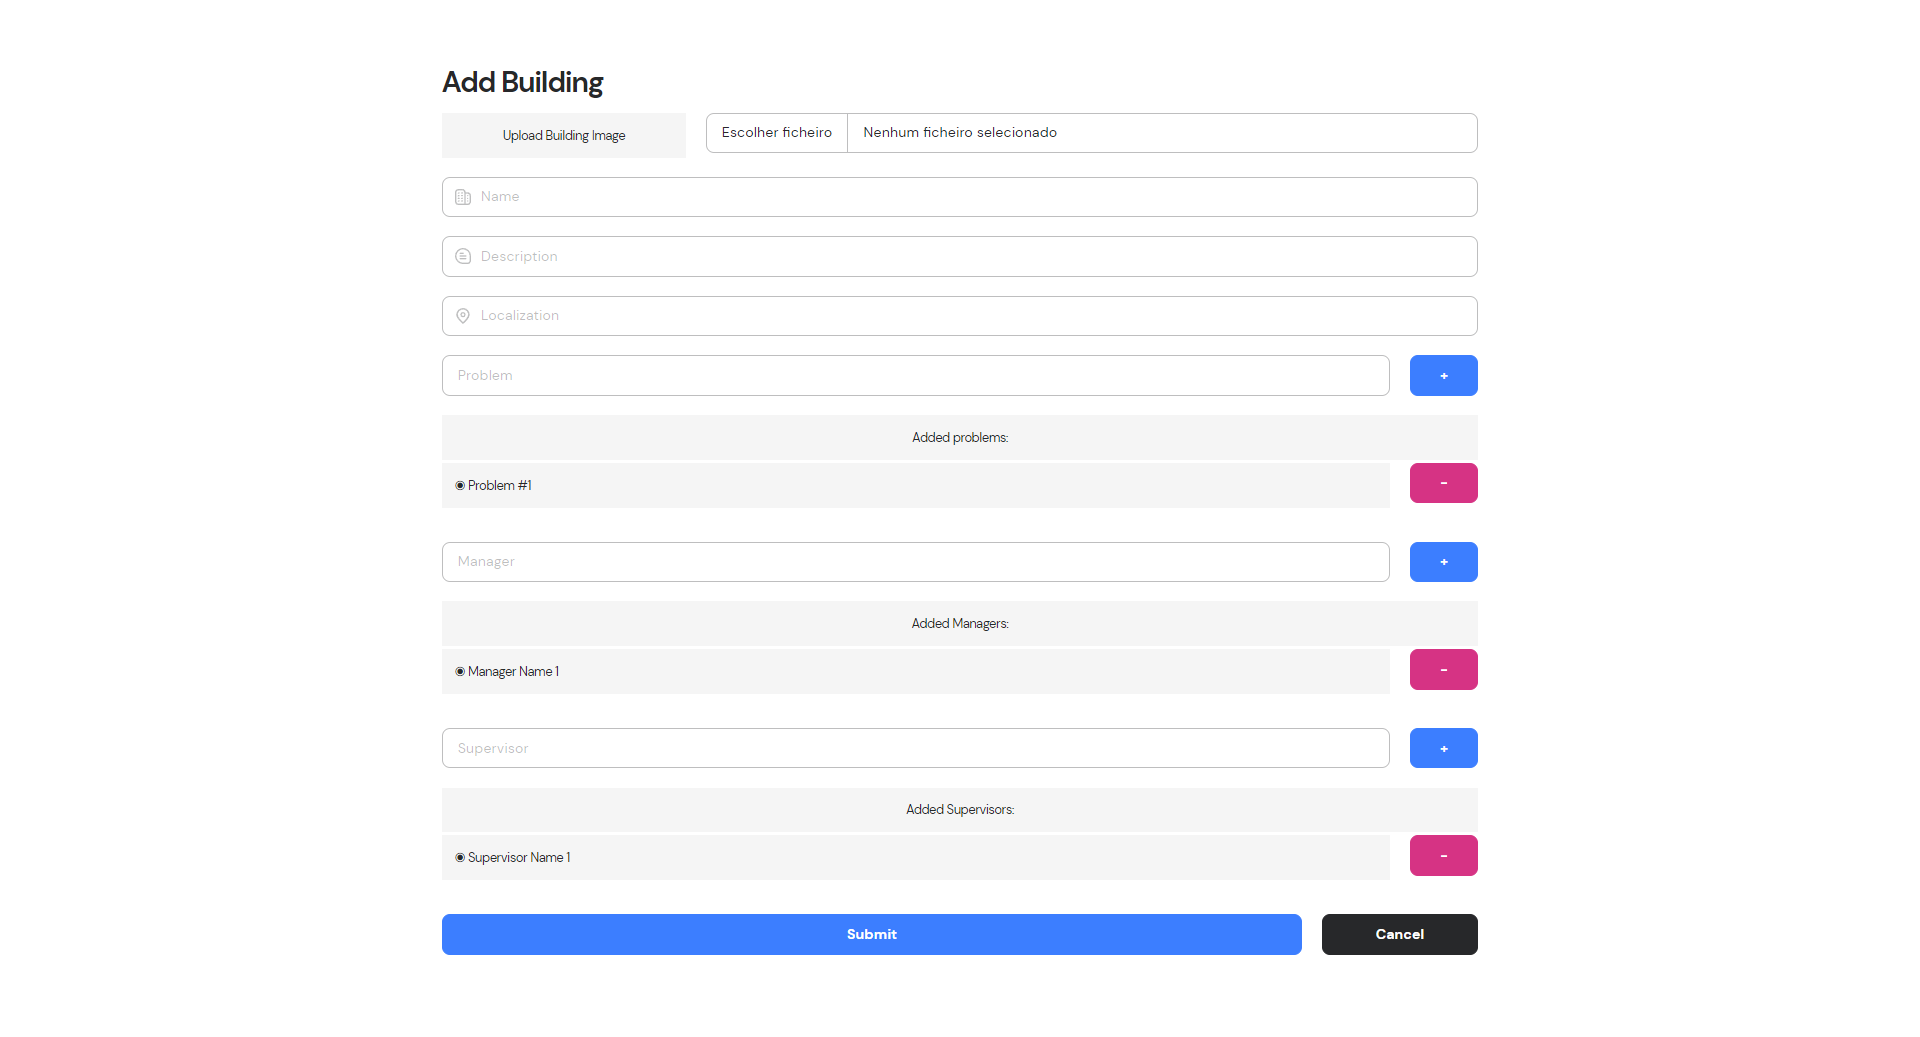 Add Building
Upload Building Image
Escolher ficheiro Nenhum ficheiro selecionado
Name
Description
Localization
Problem +
Added problems:
◉ Problem #1 -
Manager +
Added Managers:
◉ Manager Name 1 -
Supervisor +
Added Supervisors:
◉ Supervisor Name 1 -
Submit Cancel